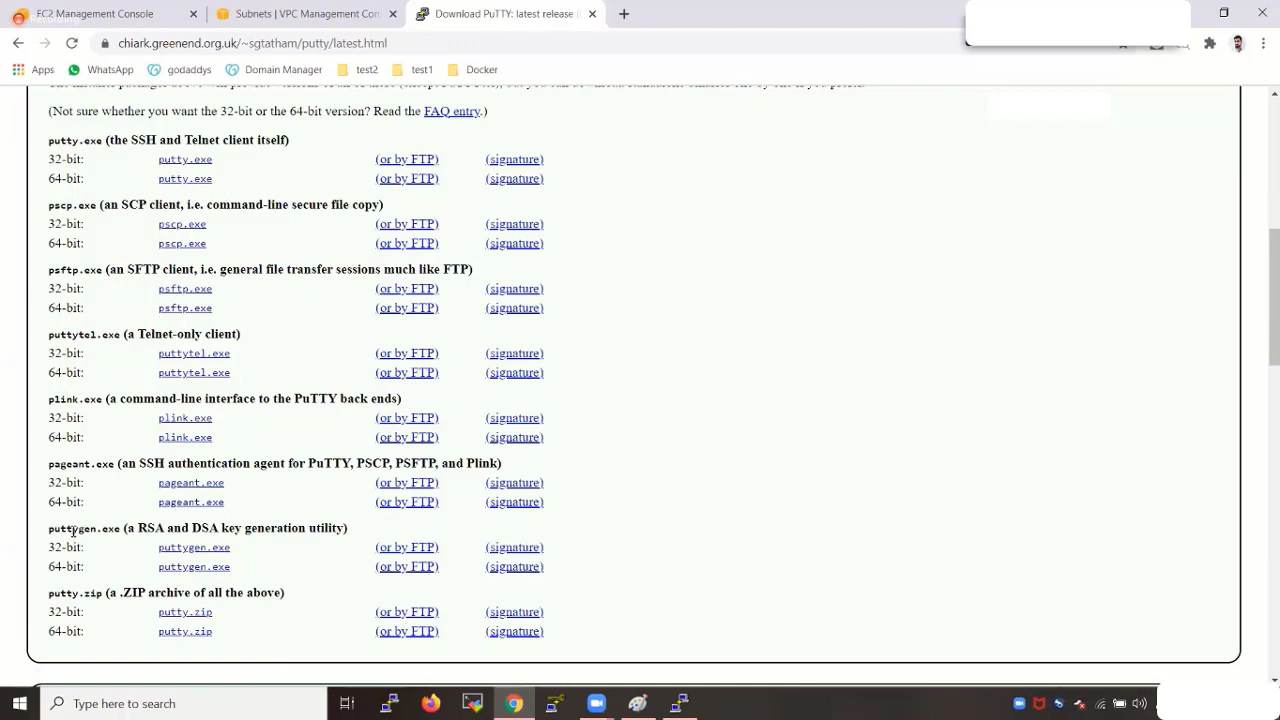 Recording
EC2 Management Con
Subnets | VPC Management Con
Download PuTTY: latest release (
chiark.greenend.org.uk/~sgtatham/putty/latest.html
Apps
WhatsApp
godaddys
Domain Manager
test2
test1
Docker
(Not sure whether you want the 32-bit or the 64-bit version? Read the FAQ entry.)
putty.exe (the SSH and Telnet client itself)
32-bit: putty.exe (or by FTP) (signature)
64-bit: putty.exe (or by FTP) (signature)
pscp.exe (an SCP client, i.e. command-line secure file copy)
32-bit: pscp.exe (or by FTP) (signature)
64-bit: pscp.exe (or by FTP) (signature)
psftp.exe (an SFTP client, i.e. general file transfer sessions much like FTP)
32-bit: psftp.exe (or by FTP) (signature)
64-bit: psftp.exe (or by FTP) (signature)
puttytel.exe (a Telnet-only client)
32-bit: puttytel.exe (or by FTP) (signature)
64-bit: puttytel.exe (or by FTP) (signature)
plink.exe (a command-line interface to the PuTTY back ends)
32-bit: plink.exe (or by FTP) (signature)
64-bit: plink.exe (or by FTP) (signature)
pageant.exe (an SSH authentication agent for PuTTY, PSCP, PSFTP, and Plink)
32-bit: pageant.exe (or by FTP) (signature)
64-bit: pageant.exe (or by FTP) (signature)
puttygen.exe (a RSA and DSA key generation utility)
32-bit: puttygen.exe (or by FTP) (signature)
64-bit: puttygen.exe (or by FTP) (signature)
putty.zip (a .ZIP archive of all the above)
32-bit: putty.zip (or by FTP) (signature)
64-bit: putty.zip (or by FTP) (signature)
Type here to search